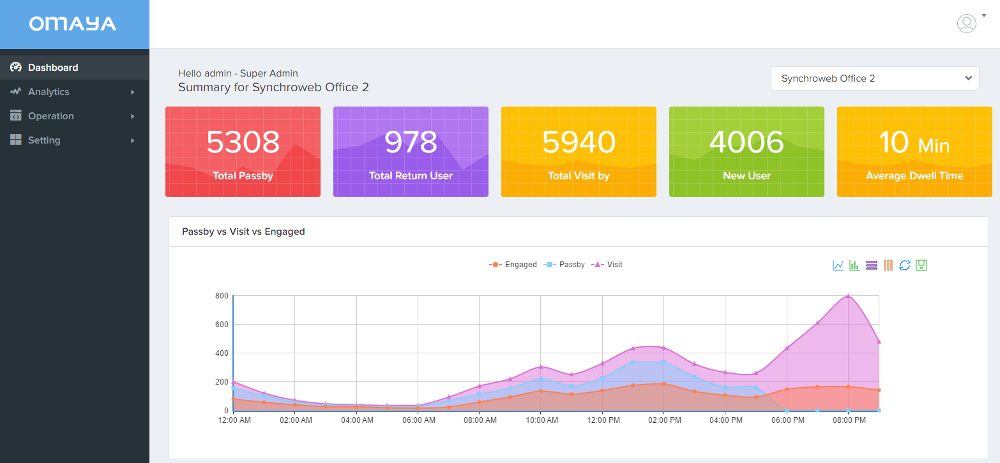 OMAYA
Dashboard
Analytics
Operation
Setting
Hello admin - Super Admin
Summary for Synchroweb Office 2
Synchroweb Office 2
5308
Total Passby
978
Total Return User
5940
Total Visit by
4006
New User
10 Min
Average Dwell Time
Passby vs Visit vs Engaged
Engaged Passby Visit
800
600
400
200
0
12:00 AM 02:00 AM 04:00 AM 06:00 AM 08:00 AM 10:00 AM 12:00 PM 02:00 PM 04:00 PM 06:00 PM 08:00 PM